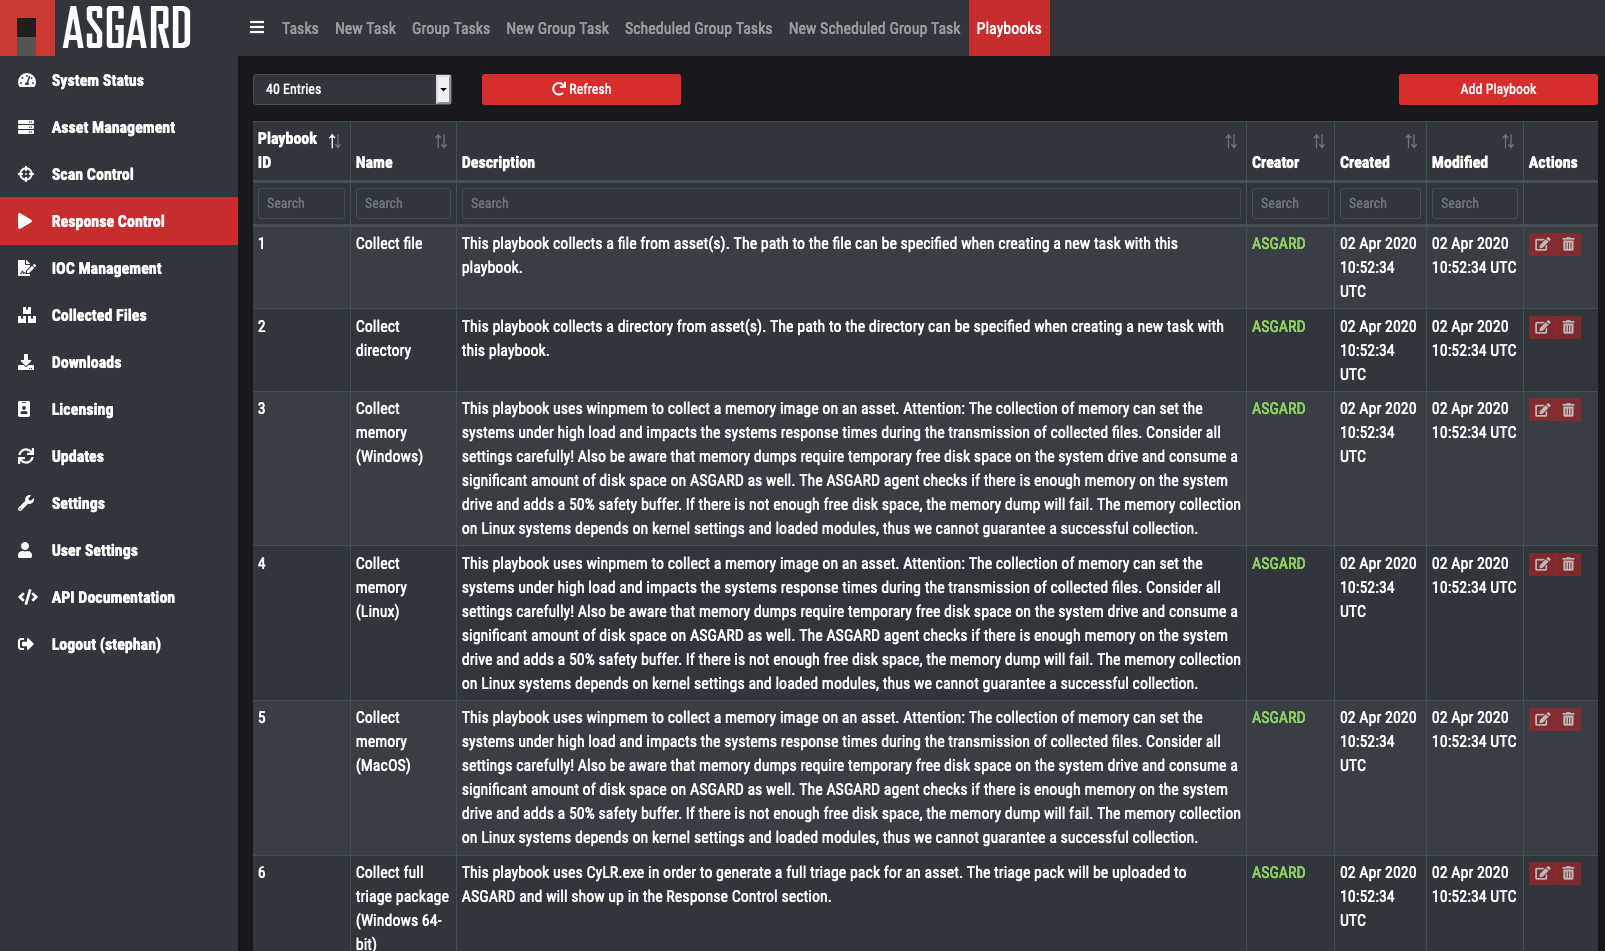 ASGARD
Tasks New Task Group Tasks New Group Task Scheduled Group Tasks New Scheduled Group Task Playbooks
System Status
Asset Management
Scan Control
Response Control
IOC Management
Collected Files
Downloads
Licensing
Updates
Settings
User Settings
API Documentation
Logout (stephan)
40 Entries Refresh Add Playbook
Playbook
ID Name Description Creator Created Modified Actions
Search Search Search Search Search Search
1 Collect file This playbook collects a file from asset(s). The path to the file can be specified when creating a new task with this ASGARD 02 Apr 2020 02 Apr 2020
playbook. 10:52:34 10:52:34 UTC
UTC
2 Collect This playbook collects a directory from asset(s). The path to the directory can be specified when creating a new task with ASGARD 02 Apr 2020 02 Apr 2020
directory this playbook. 10:52:34 10:52:34 UTC
UTC
3 Collect This playbook uses winpmem to collect a memory image on an asset. Attention: The collection of memory can set the ASGARD 02 Apr 2020 02 Apr 2020
memory systems under high load and impacts the systems response times during the transmission of collected files. Consider all 10:52:34 10:52:34 UTC
(Windows) settings carefully! Also be aware that memory dumps require temporary free disk space on the system drive and consume a UTC
significant amount of disk space on ASGARD as well. The ASGARD agent checks if there is enough memory on the system
drive and adds a 50% safety buffer. If there is not enough free disk space, the memory dump will fail. The memory collection
on Linux systems depends on kernel settings and loaded modules, thus we cannot guarantee a successful collection.
4 Collect This playbook uses winpmem to collect a memory image on an asset. Attention: The collection of memory can set the ASGARD 02 Apr 2020 02 Apr 2020
memory systems under high load and impacts the systems response times during the transmission of collected files. Consider all 10:52:34 10:52:34 UTC
(Linux) settings carefully! Also be aware that memory dumps require temporary free disk space on the system drive and consume a UTC
significant amount of disk space on ASGARD as well. The ASGARD agent checks if there is enough memory on the system
drive and adds a 50% safety buffer. If there is not enough free disk space, the memory dump will fail. The memory collection
on Linux systems depends on kernel settings and loaded modules, thus we cannot guarantee a successful collection.
5 Collect This playbook uses winpmem to collect a memory image on an asset. Attention: The collection of memory can set the ASGARD 02 Apr 2020 02 Apr 2020
memory systems under high load and impacts the systems response times during the transmission of collected files. Consider all 10:52:34 10:52:34 UTC
(MacOS) settings carefully! Also be aware that memory dumps require temporary free disk space on the system drive and consume a UTC
significant amount of disk space on ASGARD as well. The ASGARD agent checks if there is enough memory on the system
drive and adds a 50% safety buffer. If there is not enough free disk space, the memory dump will fail. The memory collection
on Linux systems depends on kernel settings and loaded modules, thus we cannot guarantee a successful collection.
6 Collect full This playbook uses CyLR.exe in order to generate a full triage pack for an asset. The triage pack will be uploaded to ASGARD 02 Apr 2020 02 Apr 2020
triage package ASGARD and will show up in the Response Control section. 10:52:34 10:52:34 UTC
(Windows 64- UTC
bit)